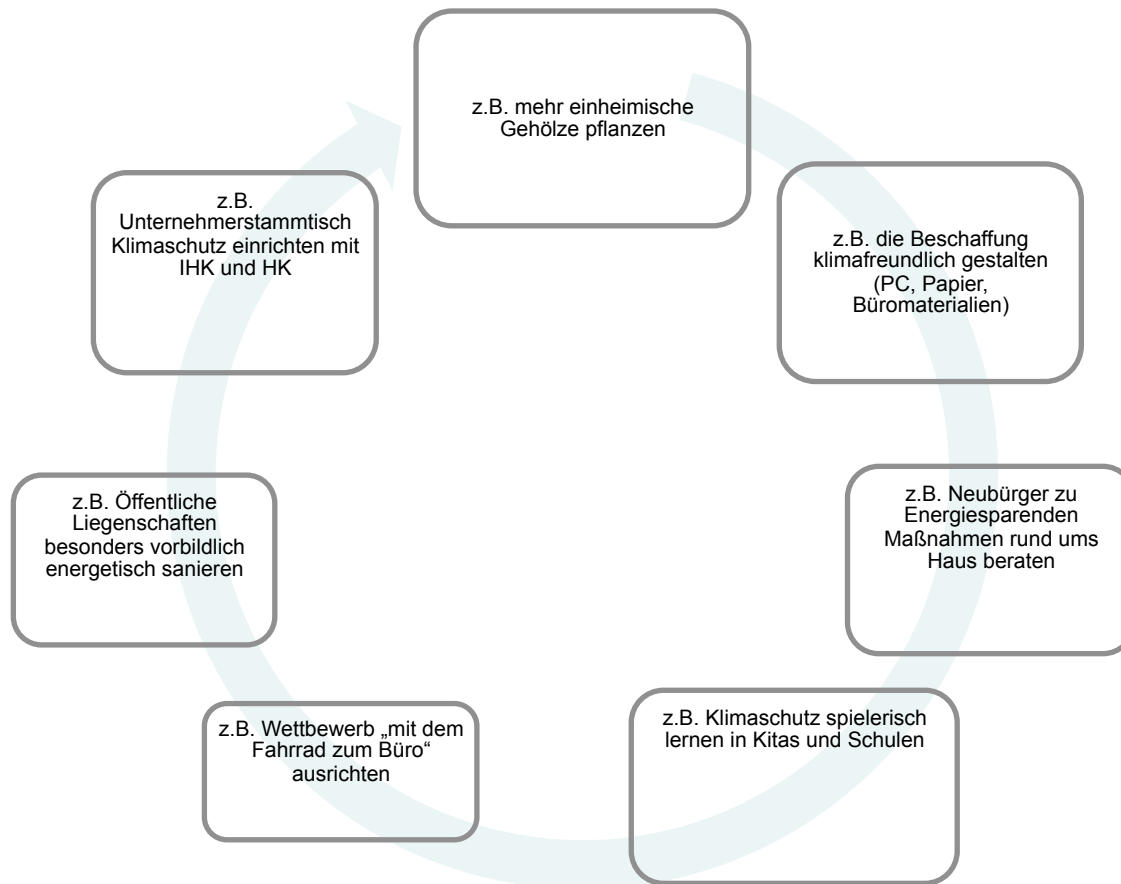 z.B. mehr einheimische
Gehölze pflanzen
z.B. die Beschaffung
klimafreundlich gestalten
(PC, Papier,
Büromaterialien)
z.B. Neubürger zu
Energiesparenden
Maßnahmen rund ums
Haus beraten
z.B. Klimaschutz spielerisch
lernen in Kitas und Schulen
z.B. Wettbewerb „mit dem
Fahrrad zum Büro“
ausrichten
z.B. Öffentliche
Liegenschaften
besonders vorbildlich
energetisch sanieren
z.B.
Unternehmerstammtisch
Klimaschutz einrichten mit
IHK und HK